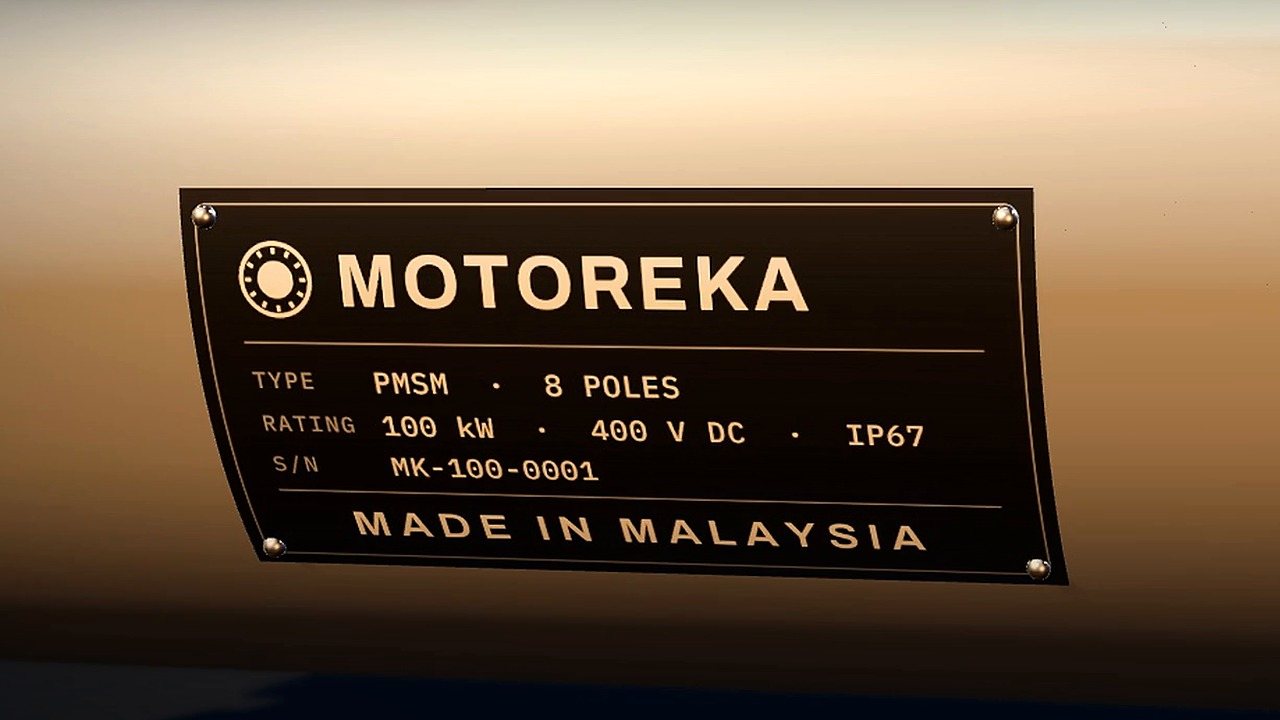 MOTOREKA
TYPE PMSM · 8 POLES
RATING 100 kW · 400 V DC · IP67
S/N MK-100-0001
MADE IN MALAYSIA